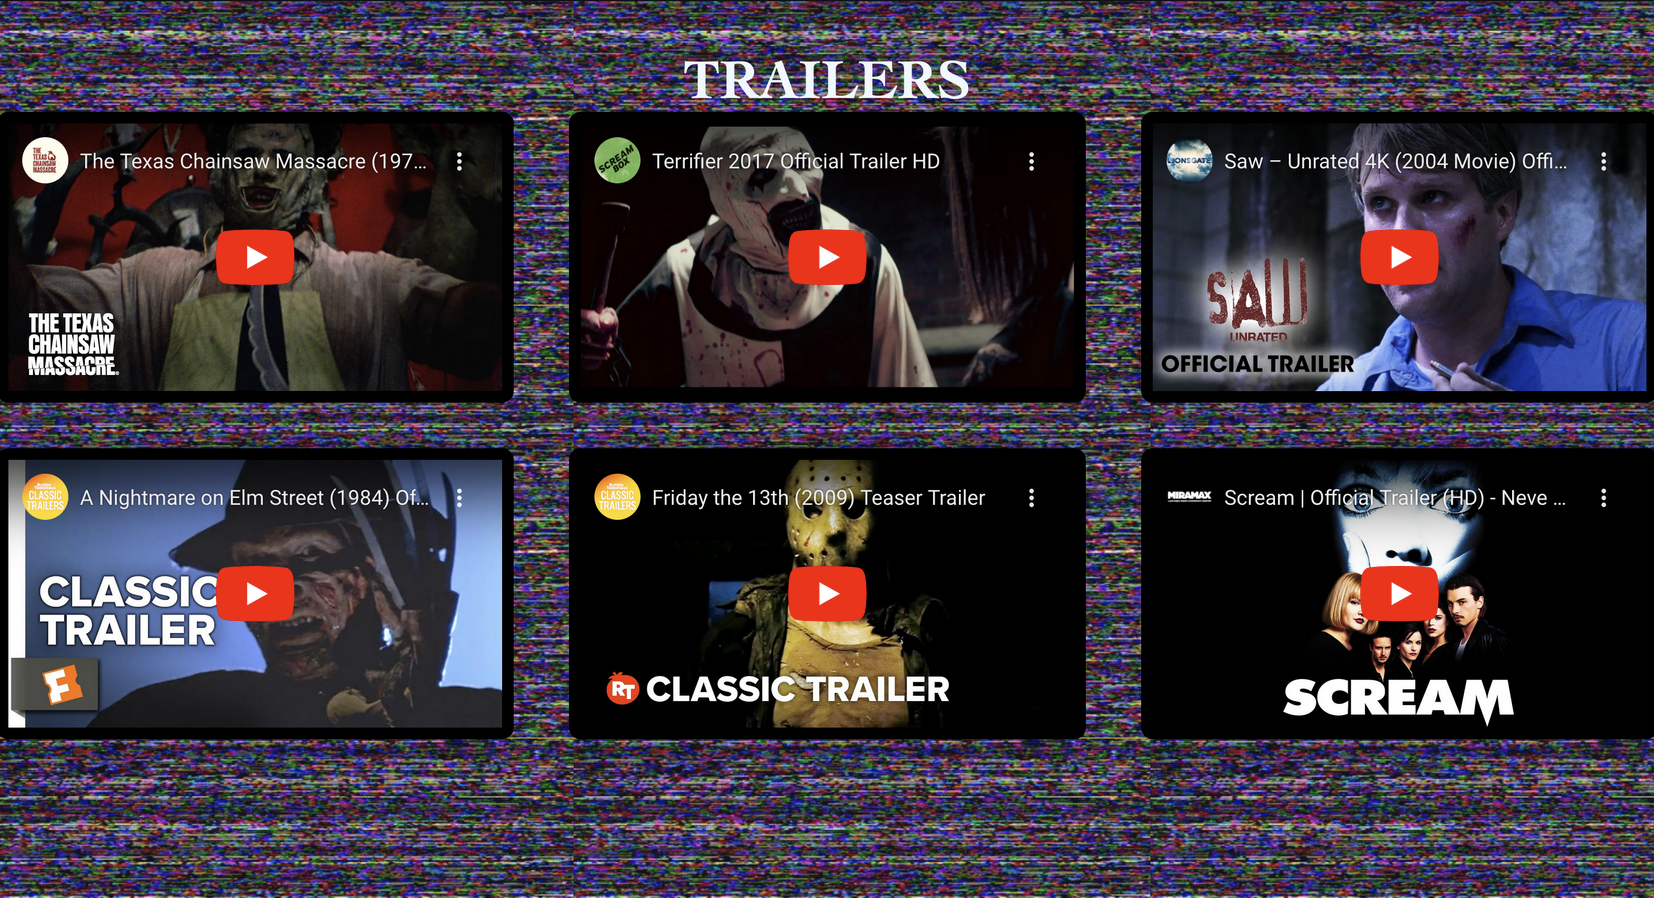 TRAILERS
THE TEXAS CHAINSAW MASSACRE
The Texas Chainsaw Massacre (197...
THE TEXAS
CHAINSAW
MASSACRE.
SCREAM
BOX
Terrifier 2017 Official Trailer HD
LIONSGATE
Saw – Unrated 4K (2004 Movie) Offi...
SAW
UNRATED
OFFICIAL TRAILER
CLASSIC
TRAILERS
A Nightmare on Elm Street (1984) Of...
CLASSIC
TRAILER
F
CLASSIC
TRAILERS
Friday the 13th (2009) Teaser Trailer
RT CLASSIC TRAILER
MIRAMAX
Scream | Official Trailer (HD) - Neve ...
SCREAM